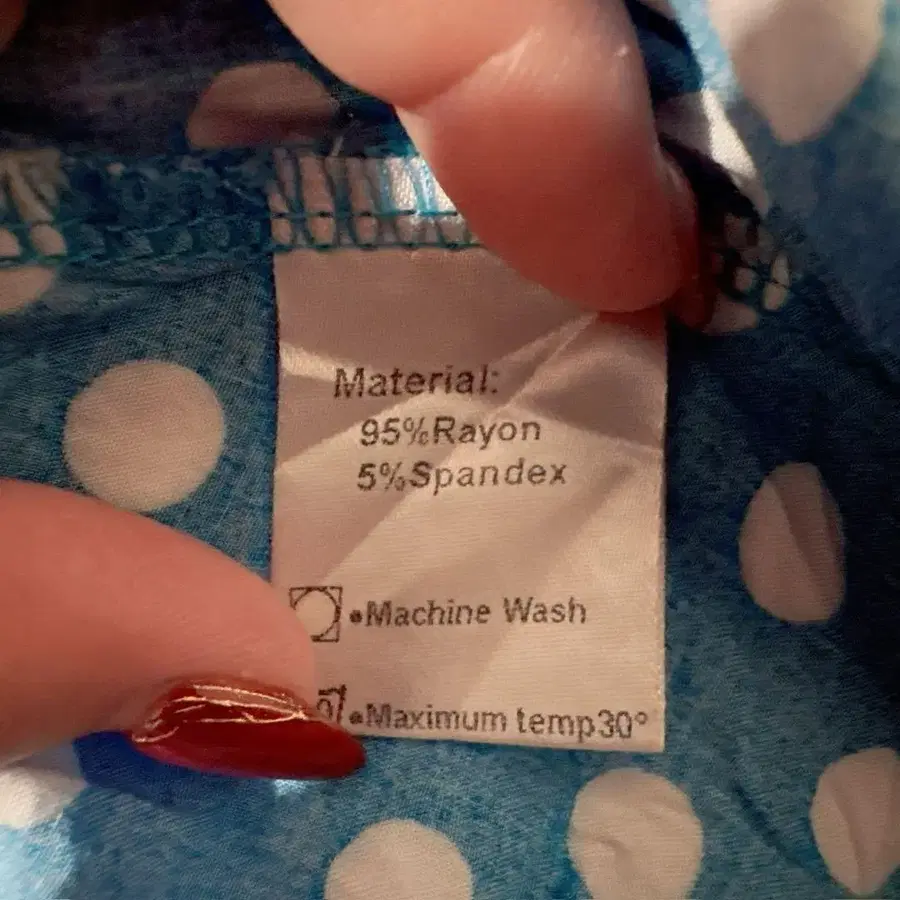 Material:
95%Rayon
5%Spandex
•Machine Wash
•Maximum temp30°